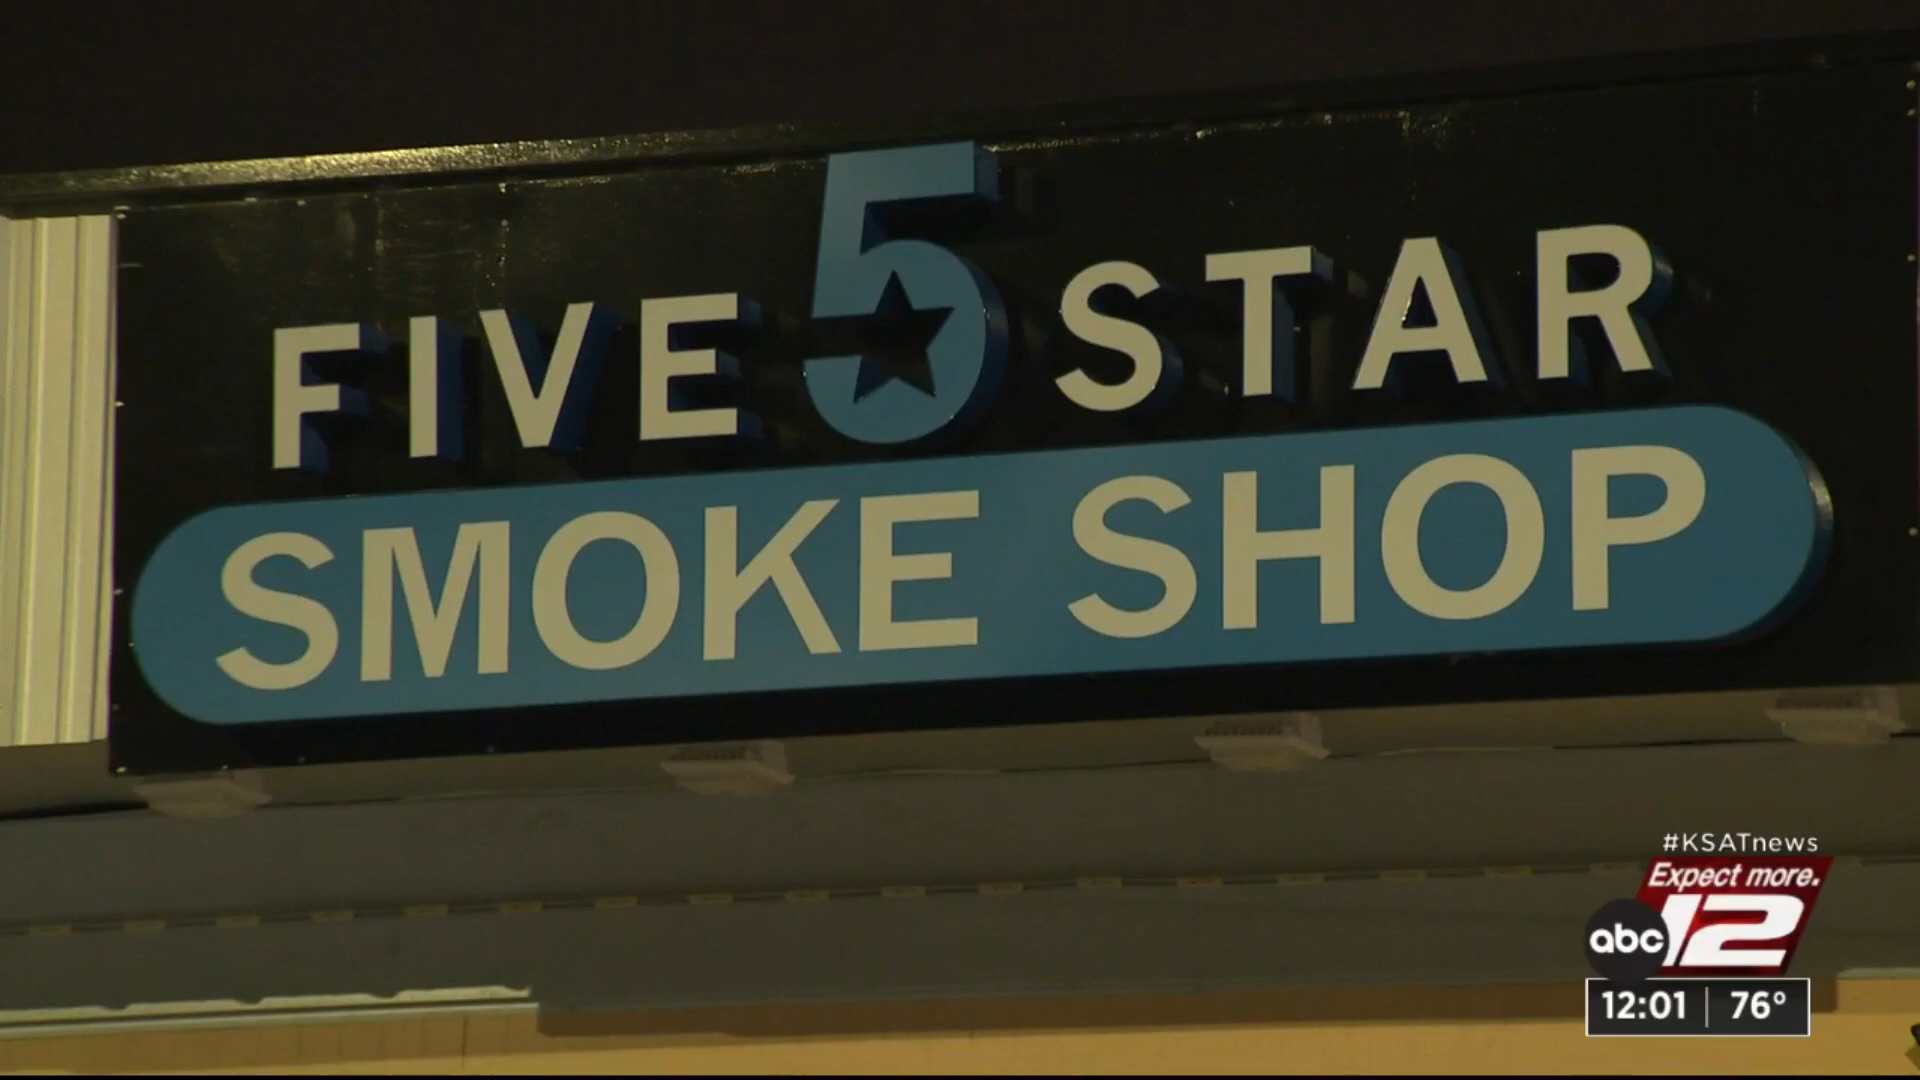 FIVE 5 STAR
SMOKE SHOP
#KSATnews
Expect more.
abc 12
12:01 76°